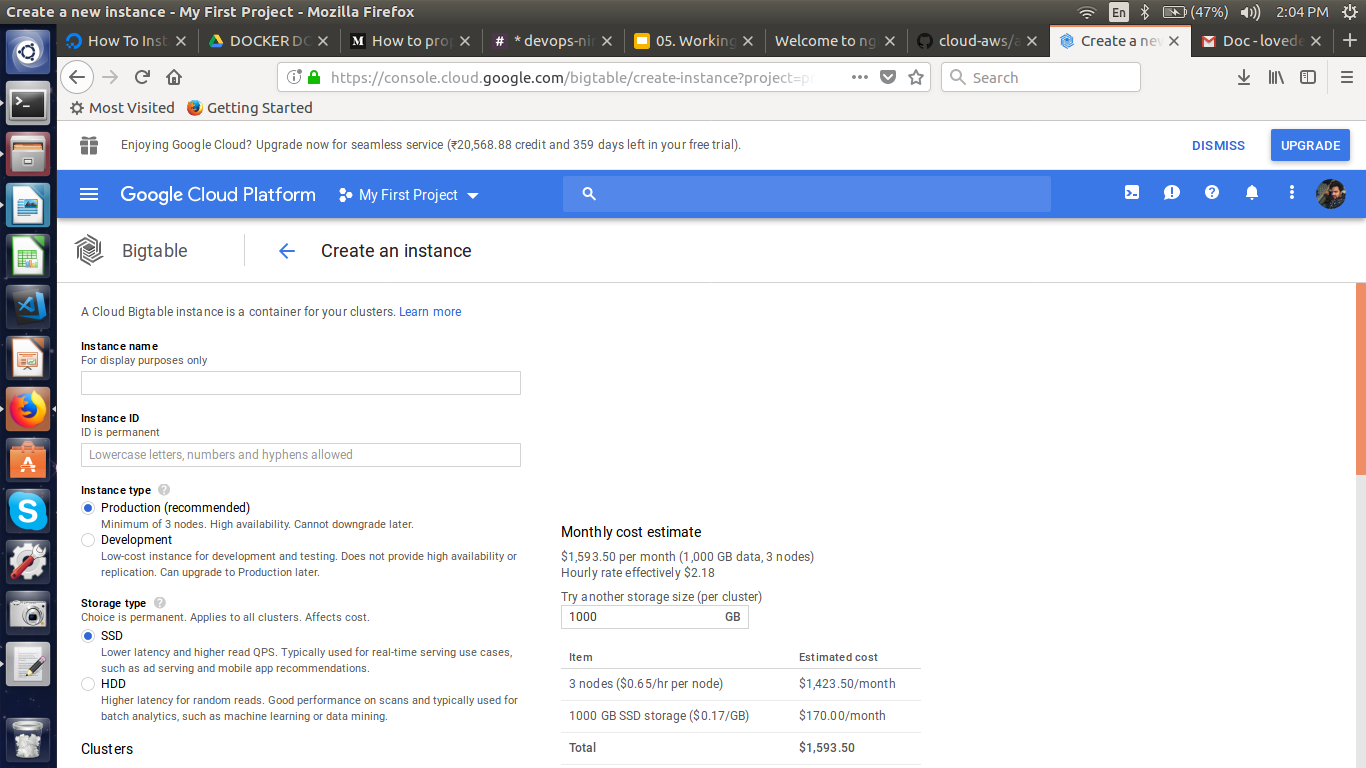 Create a new instance - My First Project - Mozilla Firefox
En (47%) 2:04 PM
How To Inst
DOCKER DO
How to prop
* devops-nin
05. Working
Welcome to ng
cloud-aws/a
Create a new
Doc - lovede
https://console.cloud.google.com/bigtable/create-instance?project=pr
Search
Most Visited Getting Started
Enjoying Google Cloud? Upgrade now for seamless service (₹20,568.88 credit and 359 days left in your free trial).
DISMISS UPGRADE
Google Cloud Platform My First Project
Bigtable Create an instance
A Cloud Bigtable instance is a container for your clusters. Learn more
Instance name
For display purposes only
Instance ID
ID is permanent
Lowercase letters, numbers and hyphens allowed
Instance type
Production (recommended)
Minimum of 3 nodes. High availability. Cannot downgrade later.
Development
Low-cost instance for development and testing. Does not provide high availability or
replication. Can upgrade to Production later.
Storage type
Choice is permanent. Applies to all clusters. Affects cost.
SSD
Lower latency and higher read QPS. Typically used for real-time serving use cases,
such as ad serving and mobile app recommendations.
HDD
Higher latency for random reads. Good performance on scans and typically used for
batch analytics, such as machine learning or data mining.
Clusters
Monthly cost estimate
$1,593.50 per month (1,000 GB data, 3 nodes)
Hourly rate effectively $2.18
Try another storage size (per cluster)
1000 GB
Item Estimated cost
3 nodes ($0.65/hr per node) $1,423.50/month
1000 GB SSD storage ($0.17/GB) $170.00/month
Total $1,593.50